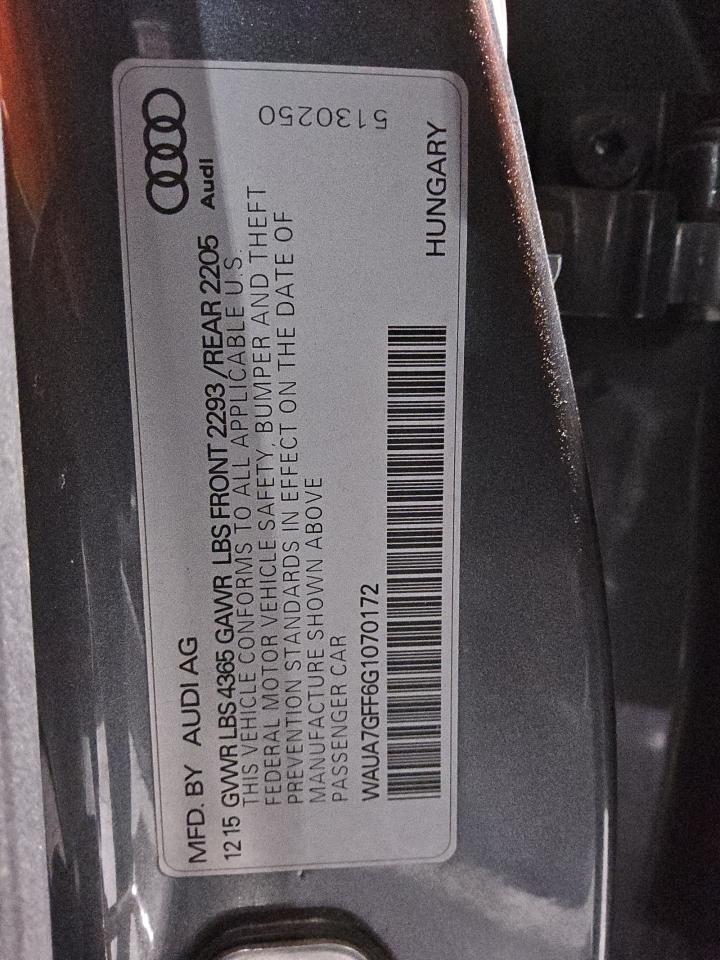 MFD. BY AUDI AG
12 15 GVWR LBS 4365 GAWR LBS FRONT 2293 /REAR 2205
THIS VEHICLE CONFORMS TO ALL APPLICABLE U.S.
FEDERAL MOTOR VEHICLE SAFETY, BUMPER AND THEFT
PREVENTION STANDARDS IN EFFECT ON THE DATE OF
MANUFACTURE SHOWN ABOVE
PASSENGER CAR
WAUA7GFF6G1070172
HUNGARY
Audi
5130250